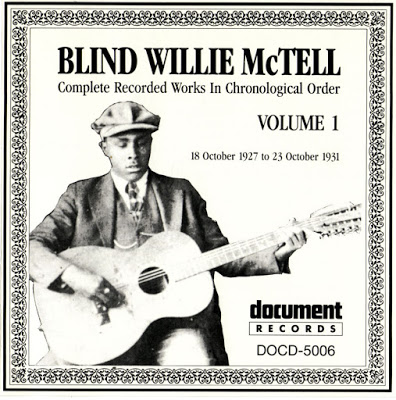 BLIND WILLIE McTELL
Complete Recorded Works In Chronological Order
VOLUME 1
18 October 1927 to 23 October 1931
document
RECORDS
DOCD-5006